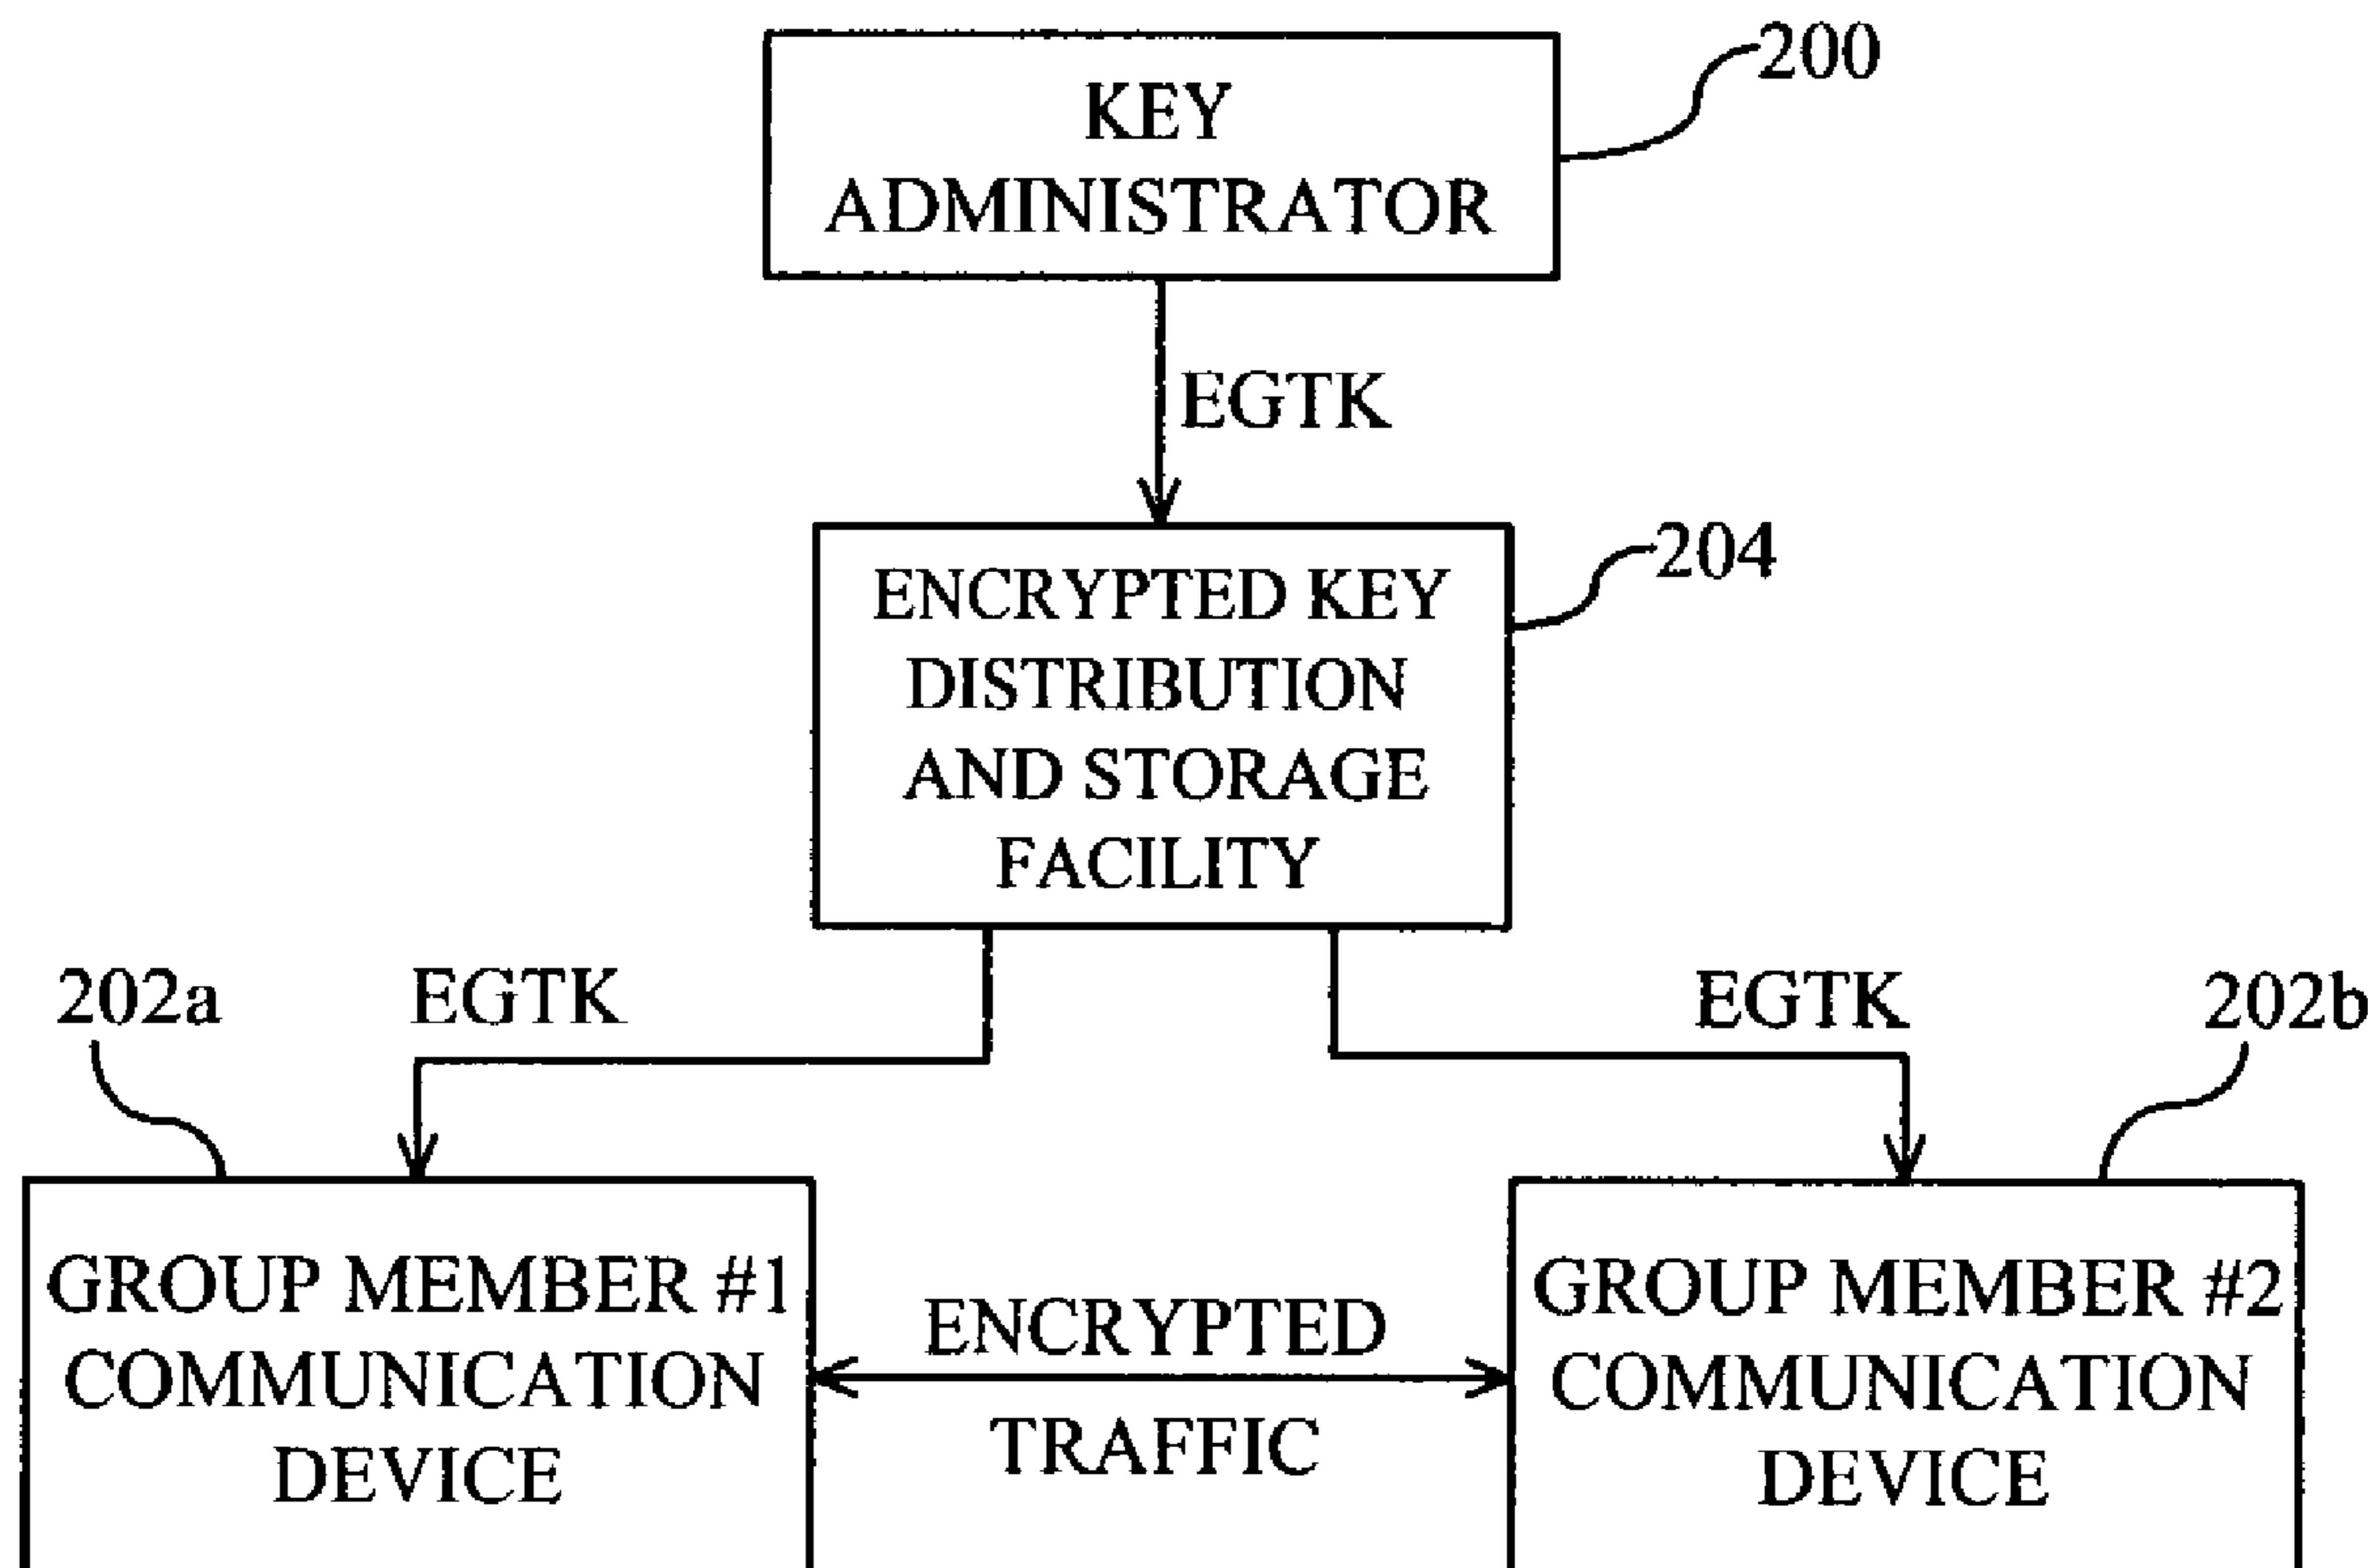 200
KEY
ADMINISTRATOR
EGTK
204
ENCRYPTED KEY
DISTRIBUTION
AND STORAGE
FACILITY
202a
EGTK
EGTK
202b
GROUP MEMBER #1
COMMUNICATION
DEVICE
ENCRYPTED
TRAFFIC
GROUP MEMBER #2
COMMUNICATION
DEVICE